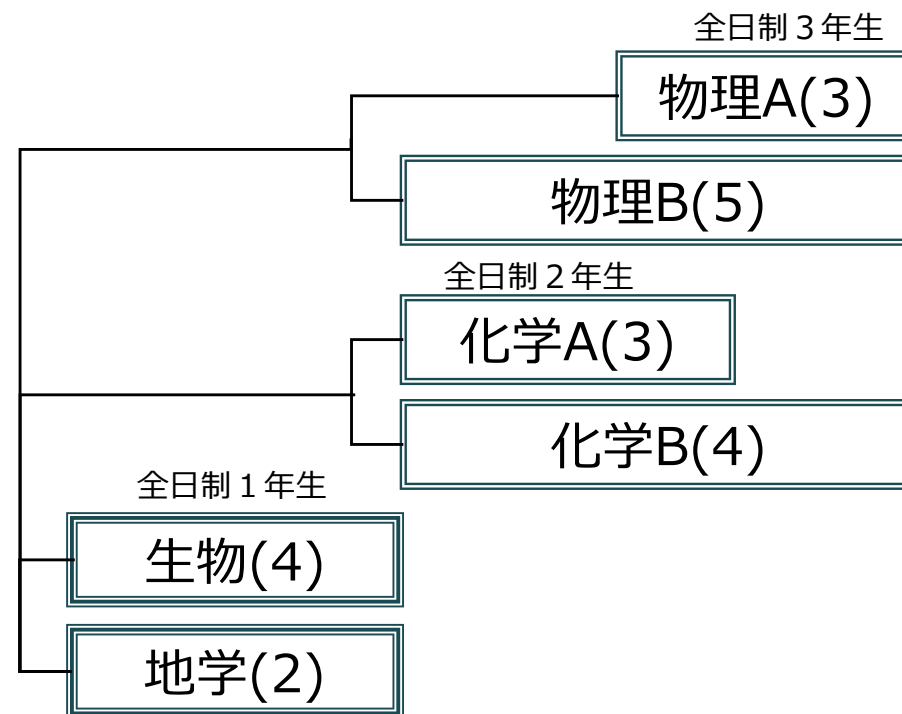 全日制３年生
物理A(3)
物理B(5)
全日制２年生
化学A(3)
化学B(4)
全日制１年生
生物(4)
地学(2)